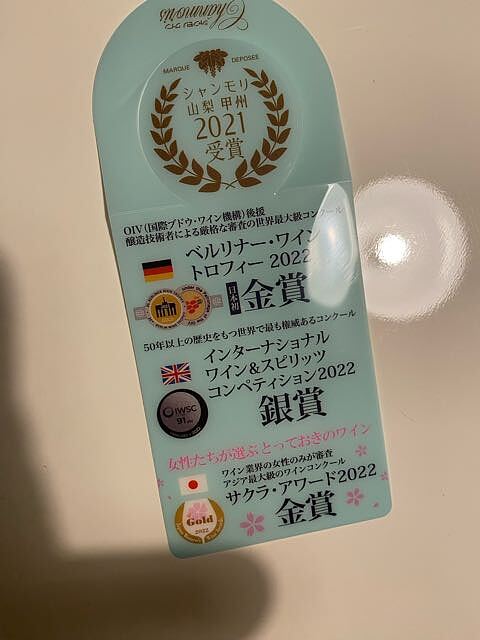 Chanmoris
シャンモリ ワイン
MARQUE DEPOSEE
シャンモリ
山梨 甲州
2021
受賞
OIV（国際ブドウ・ワイン機構）後援
醸造技術者による厳格な審査の世界最大級コンクール
ベルリナー・ワイン
トロフィー 2022
日本初 金賞
50年以上の歴史をもつ世界で最も権威あるコンクール
インターナショナル
ワイン&スピリッツ
コンペティション2022
IWSC
91
銀賞
女性たちが選ぶとっておきのワイン
ワイン業界の女性のみが審査
アジア最大級のワインコンクール
サクラ・アワード2022
Gold
2022
金賞